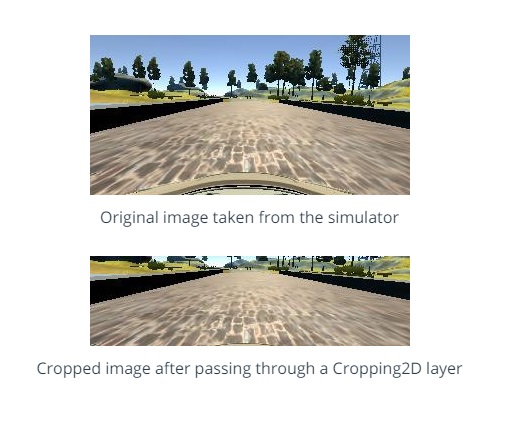 Original image taken from the simulator
Cropped image after passing through a Cropping2D layer